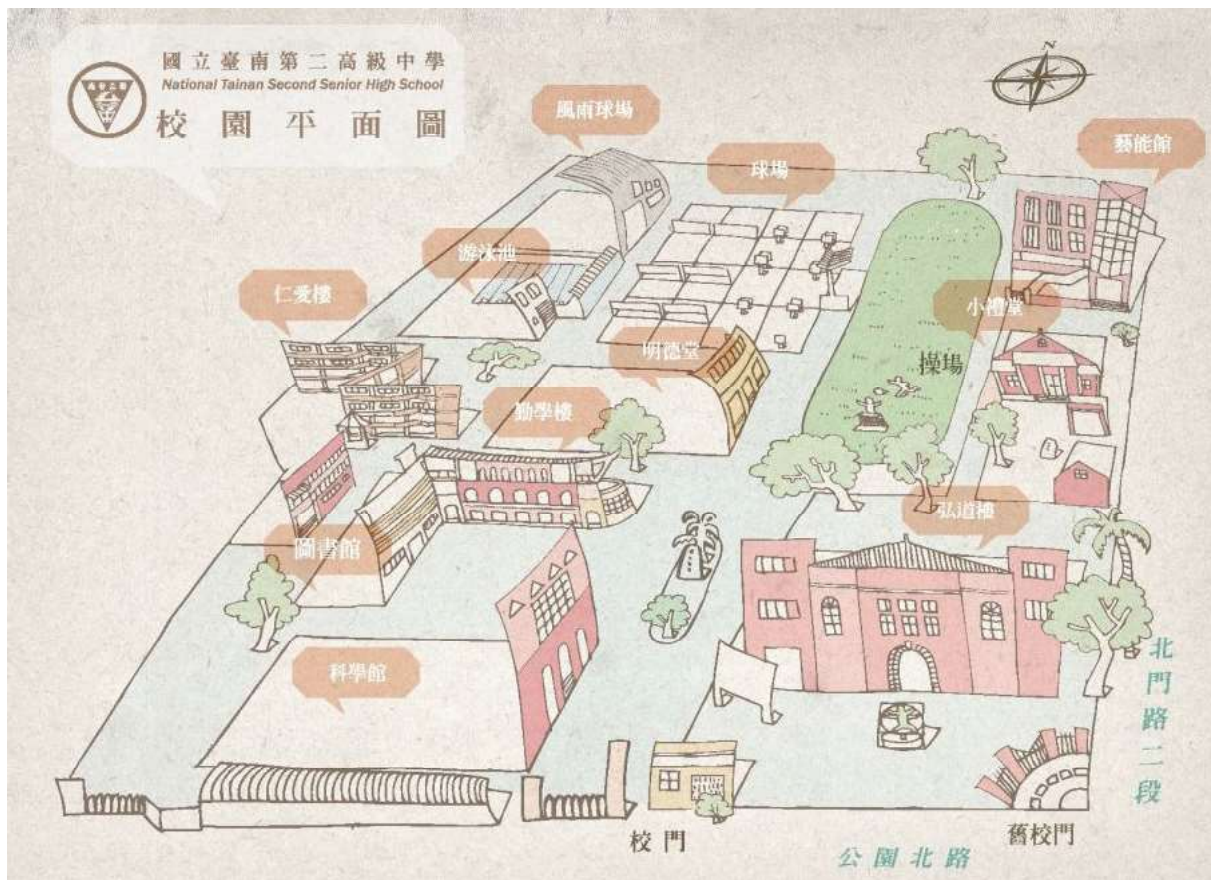 國立臺南第二高級中學
National Tainan Second Senior High School
校園平面圖
N
風雨球場
藝能館
球場
游泳池
仁愛樓
小禮堂
明德堂
操場
勤學樓
弘道樓
圖書館
科學館
北門路二段
校門
舊校門
公園北路